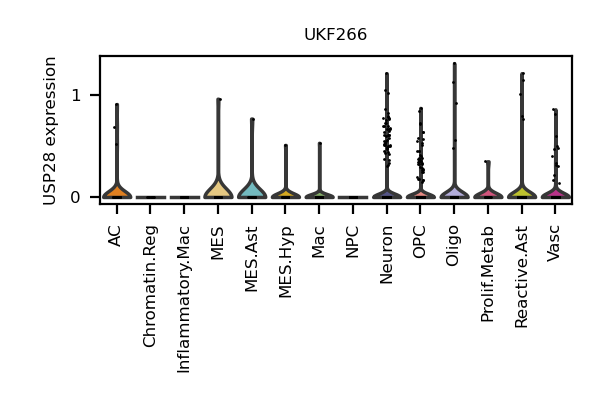 UKF266
USP28 expression
1
0
AC
Chromatin.Reg
Inflammatory.Mac
MES
MES.Ast
MES.Hyp
Mac
NPC
Neuron
OPC
Oligo
Prolif.Metab
Reactive.Ast
Vasc